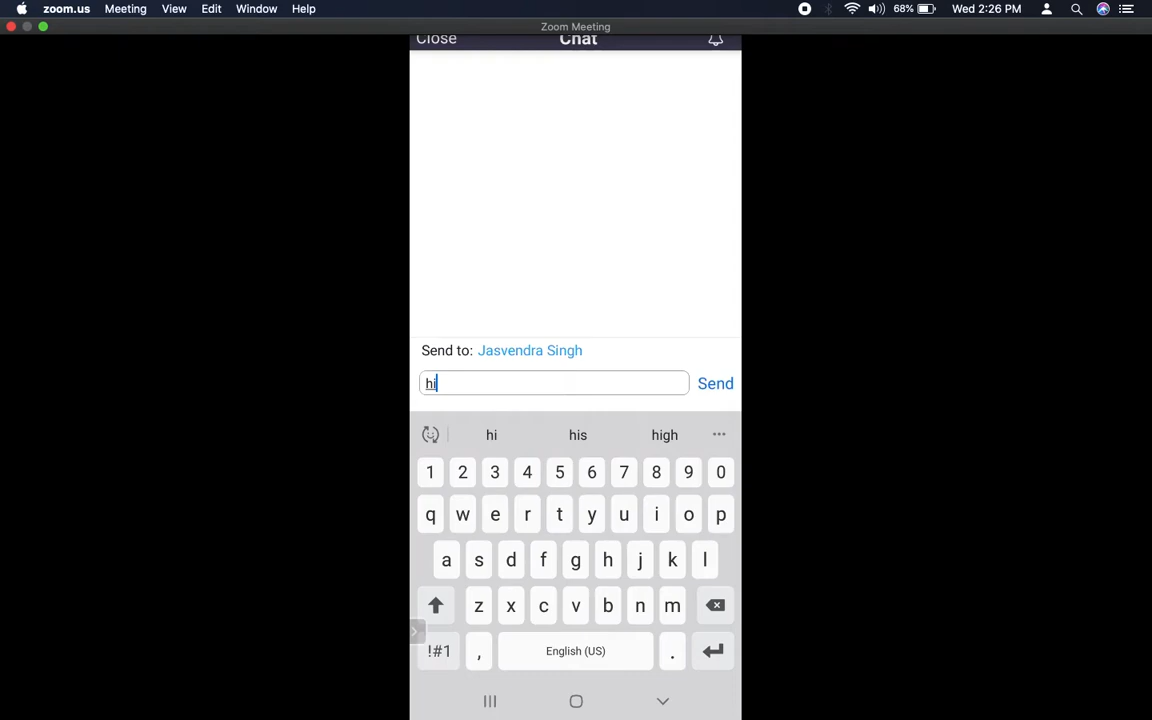 zoom.us Meeting View Edit Window Help 68% Wed 2:26 PM
Zoom Meeting
Close Chat
Send to: Jasvendra Singh
hi Send
hi his high ...
1 2 3 4 5 6 7 8 9 0
q w e r t y u i o p
a s d f g h j k l
z x c v b n m
!#1 , English (US) .